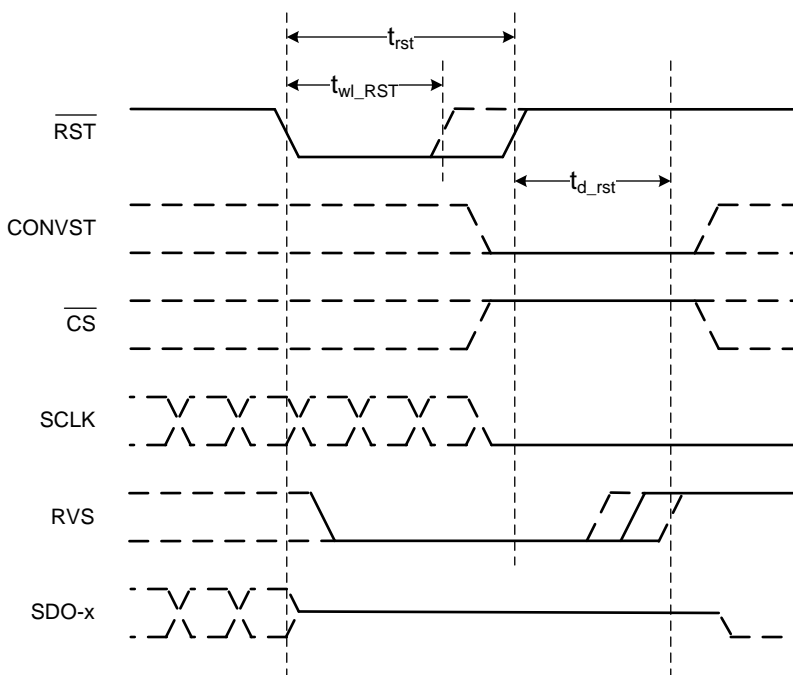 t_rst
t_wl_RST
RST
t_d_rst
CONVST
CS
SCLK
RVS
SDO-x